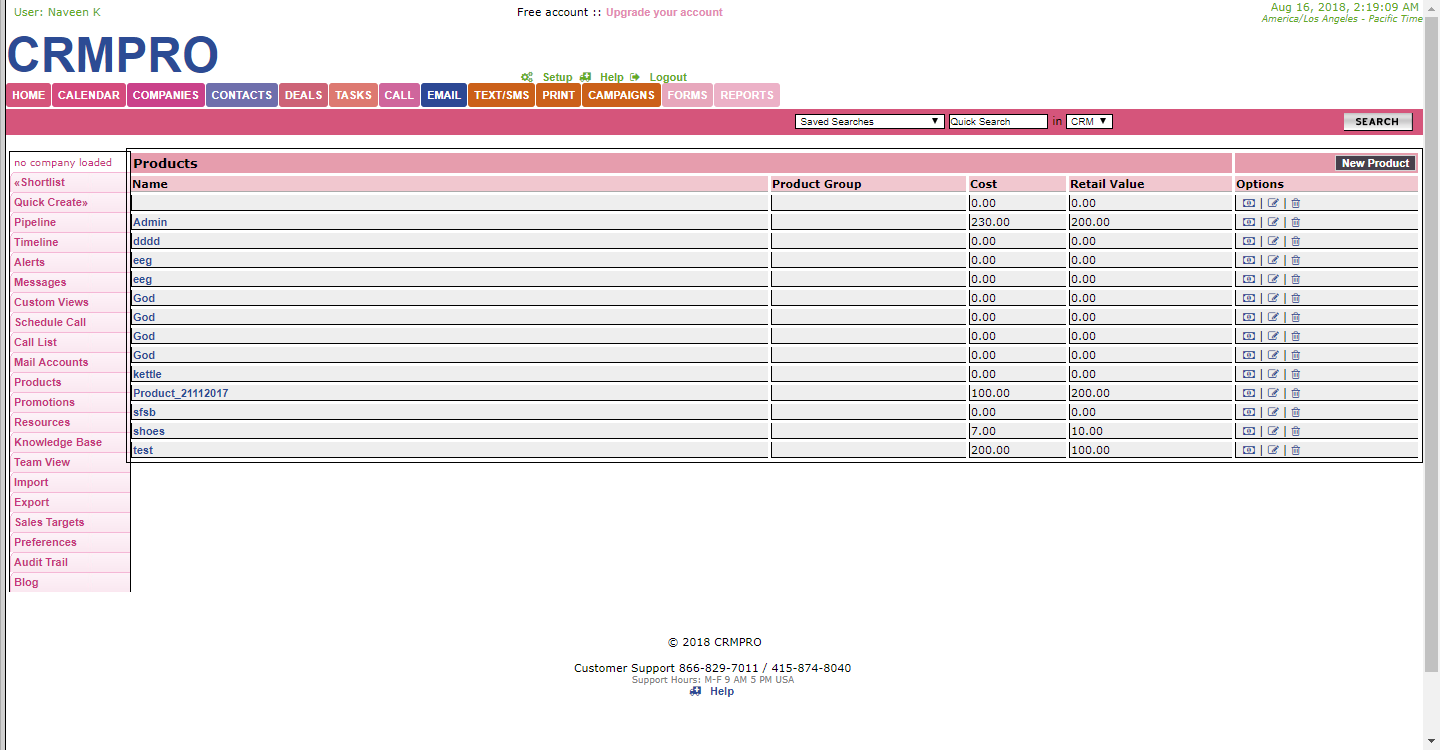 User: Naveen K
Free account :: Upgrade your account
Aug 16, 2018, 2:19:09 AM
America/Los Angeles - Pacific Time
CRMPRO
Setup Help Logout
HOME CALENDAR COMPANIES CONTACTS DEALS TASKS CALL EMAIL TEXT/SMS PRINT CAMPAIGNS FORMS REPORTS
Saved Searches Quick Search in CRM SEARCH
no company loaded
«Shortlist
Quick Create»
Pipeline
Timeline
Alerts
Messages
Custom Views
Schedule Call
Call List
Mail Accounts
Products
Promotions
Resources
Knowledge Base
Team View
Import
Export
Sales Targets
Preferences
Audit Trail
Blog
Products New Product
Name Product Group Cost Retail Value Options
0.00 0.00 | |
Admin 230.00 200.00 | |
dddd 0.00 0.00 | |
eeg 0.00 0.00 | |
eeg 0.00 0.00 | |
God 0.00 0.00 | |
God 0.00 0.00 | |
God 0.00 0.00 | |
God 0.00 0.00 | |
kettle 0.00 0.00 | |
Product_21112017 100.00 200.00 | |
sfsb 0.00 0.00 | |
shoes 7.00 10.00 | |
test 200.00 100.00 | |
© 2018 CRMPRO
Customer Support 866-829-7011 / 415-874-8040
Support Hours: M-F 9 AM 5 PM USA
Help